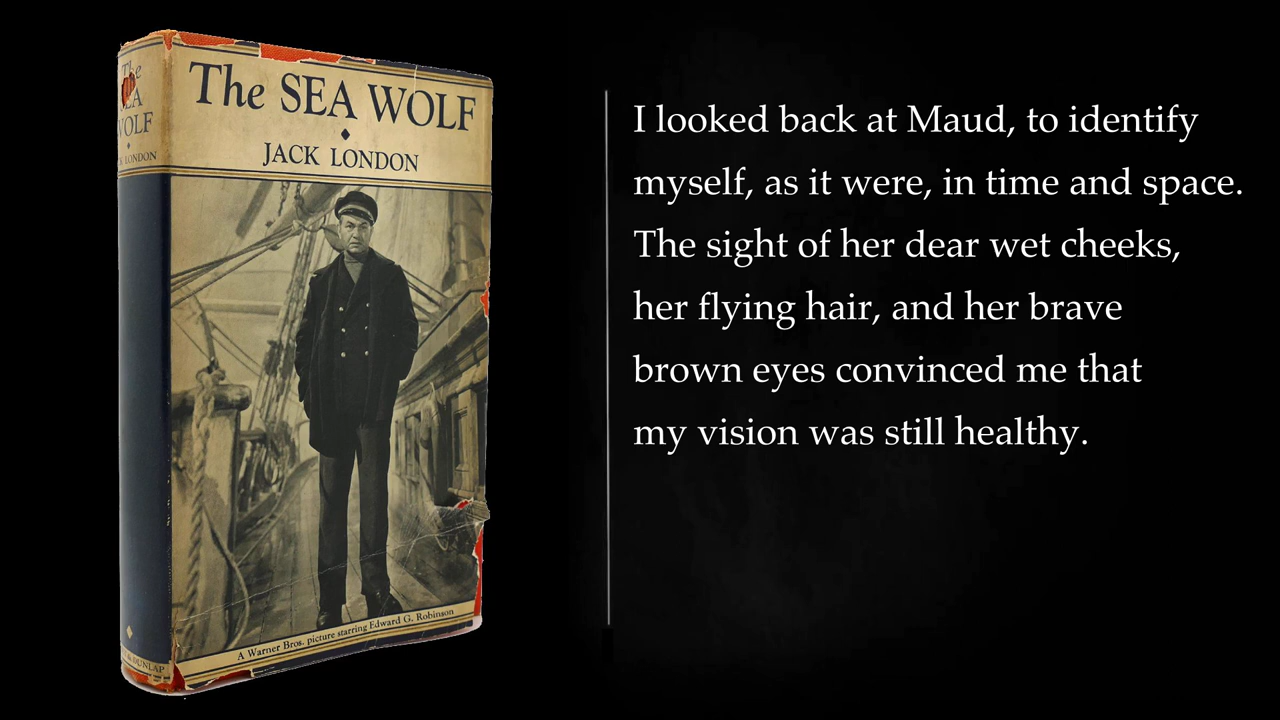 The SEA WOLF
JACK LONDON
The
SEA
WOLF
LONDON
A Warner Bros. picture starring Edward G. Robinson
DUNLAP
I looked back at Maud, to identify
myself, as it were, in time and space.
The sight of her dear wet cheeks,
her flying hair, and her brave
brown eyes convinced me that
my vision was still healthy.